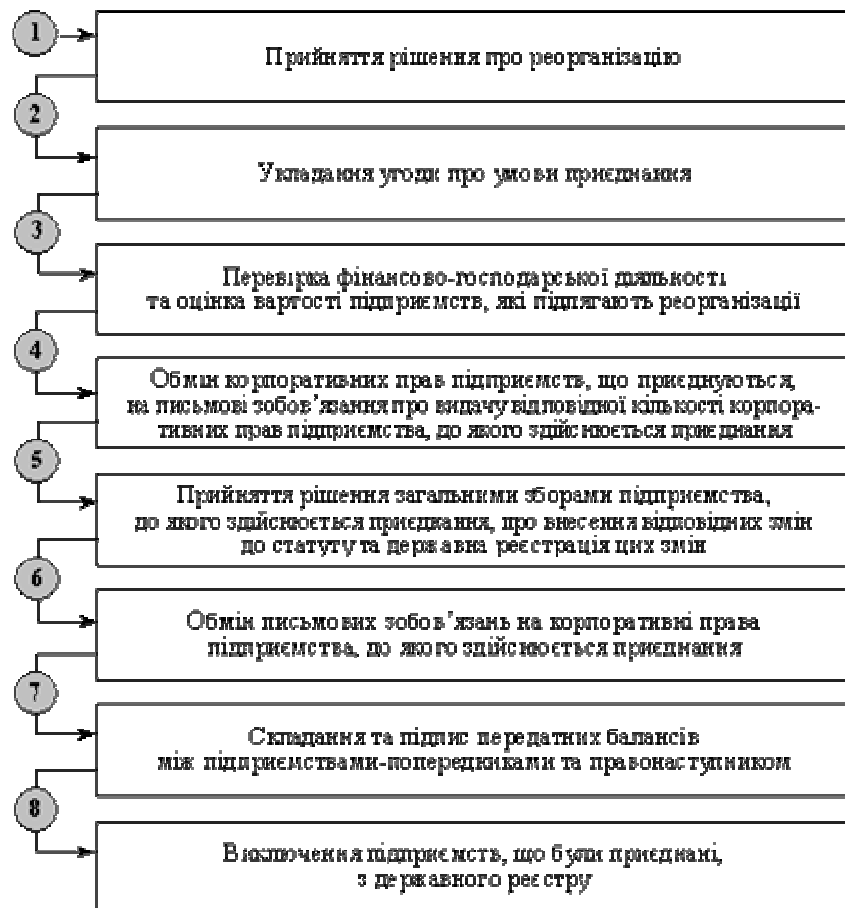 1
Прийняття рішення про реорганізацію
2
Укладання угоди про умови приєднання
3
Перевірка фінансово-господарської діяльності
та оцінка вартості підприємств, які підлягають реорганізації
4
Обмін корпоративних прав підприємств, що приєднуються,
на письмові зобов’язання про видачу відповідної кількості корпора-
тивних прав підприємства, до якого здійснюється приєднання
5
Прийняття рішення загальними зборами підприємства,
до якого здійснюється приєднання, про внесення відповідних змін
до статуту та державна реєстрація цих змін
6
Обмін письмових зобов’язань на корпоративні права
підприємства, до якого здійснюється приєднання
7
Складання та підпис передатних балансів
між підприємствами-попередниками та правонаступником
8
Виключення підприємств, що були приєднані,
з державного реєстру